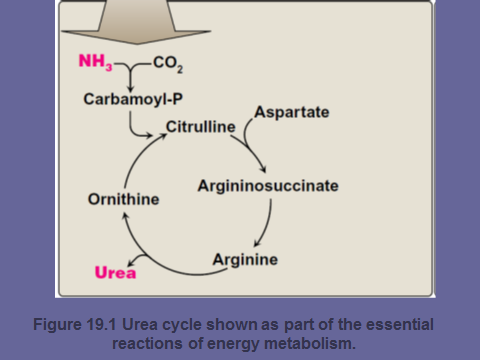 NH3 CO2
Carbamoyl-P
Aspartate
Citrulline
Argininosuccinate
Ornithine
Arginine
Urea
Figure 19.1 Urea cycle shown as part of the essential
reactions of energy metabolism.